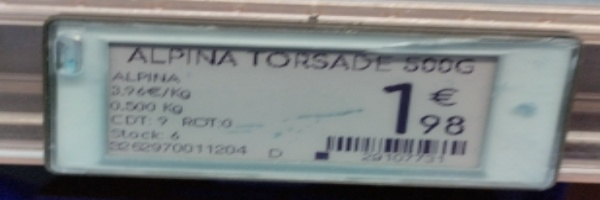 ALPINA TORSADE 500G
ALPINA
3.96€/Kg
0.500 Kg
CDT: 9 ROT:0
Stock: 6
1 € 98
3262970011204 D
29107731